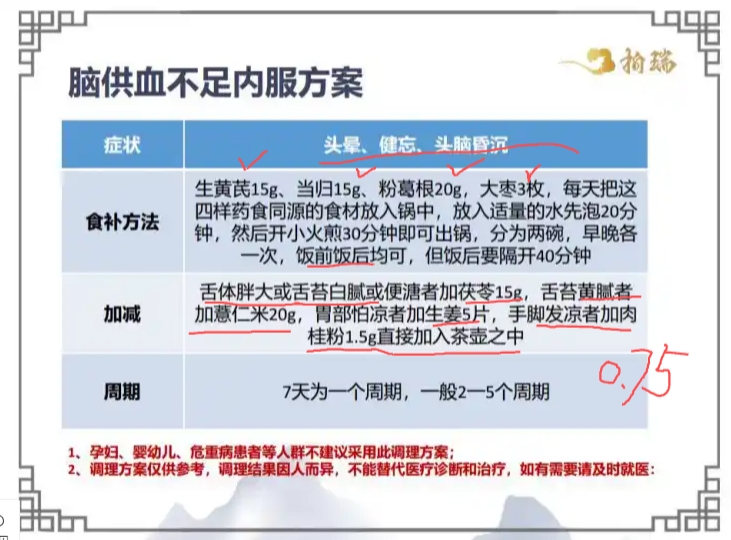 拾瑞
脑供血不足内服方案
症状
头晕、健忘、头脑昏沉
食补方法
生黄芪15g、当归15g、粉葛根20g，大枣3枚，每天把这
四样药食同源的食材放入锅中，放入适量的水先泡20分
钟，然后开小火煎30分钟即可出锅，分为两碗，早晚各
一次，饭前饭后均可，但饭后要隔开40分钟
加减
舌体胖大或舌苔白腻或便溏者加茯苓15g，舌苔黄腻者
加薏仁米20g，胃部怕凉者加生姜5片，手脚发凉者加肉
桂粉1.5g直接加入茶壶之中
0.75
周期
7天为一个周期，一般2—5个周期
1、孕妇、婴幼儿、危重病患者等人群不建议采用此调理方案；
2、调理方案仅供参考，调理结果因人而异，不能替代医疗诊断和治疗，如有需要请及时就医：